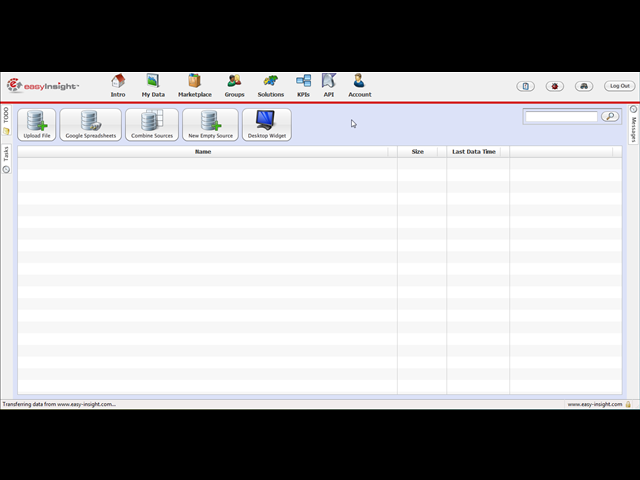 easyinsight™
Intro
My Data
Marketplace
Groups
Solutions
KPIs
API
Account
Log Out
TODO
Tasks
Upload File
Google Spreadsheets
Combine Sources
New Empty Source
Desktop Widget
Messages
Name
Size
Last Data Time
Transferring data from www.easy-insight.com...
www.easy-insight.com